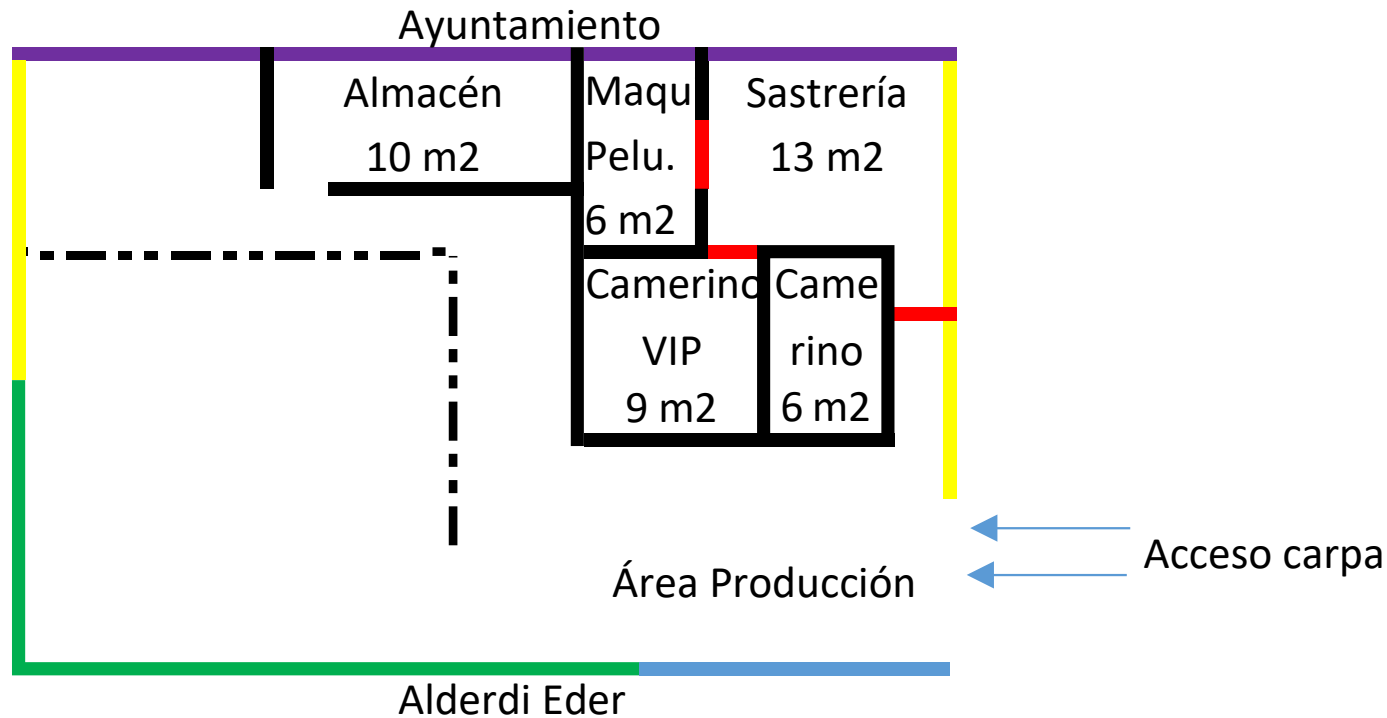 Ayuntamiento
Almacén
10 m2
Maqu
Pelu.
6 m2
Sastrería
13 m2
Camerino
VIP
9 m2
Came
rino
6 m2
Acceso carpa
Área Producción
Alderdi Eder